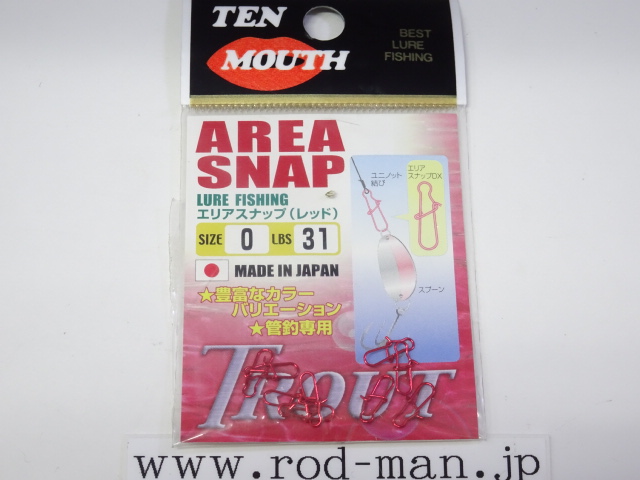 TEN
MOUTH
BEST
LURE
FISHING
AREA
SNAP
LURE FISHING
エリアスナップ(レッド)
SIZE 0 LBS 31
MADE IN JAPAN
★豊富なカラー
バリエーション
★管釣専用
ユニノット
結び
エリア
スナップDX
スプーン
TROUT
www.rod-man.jp